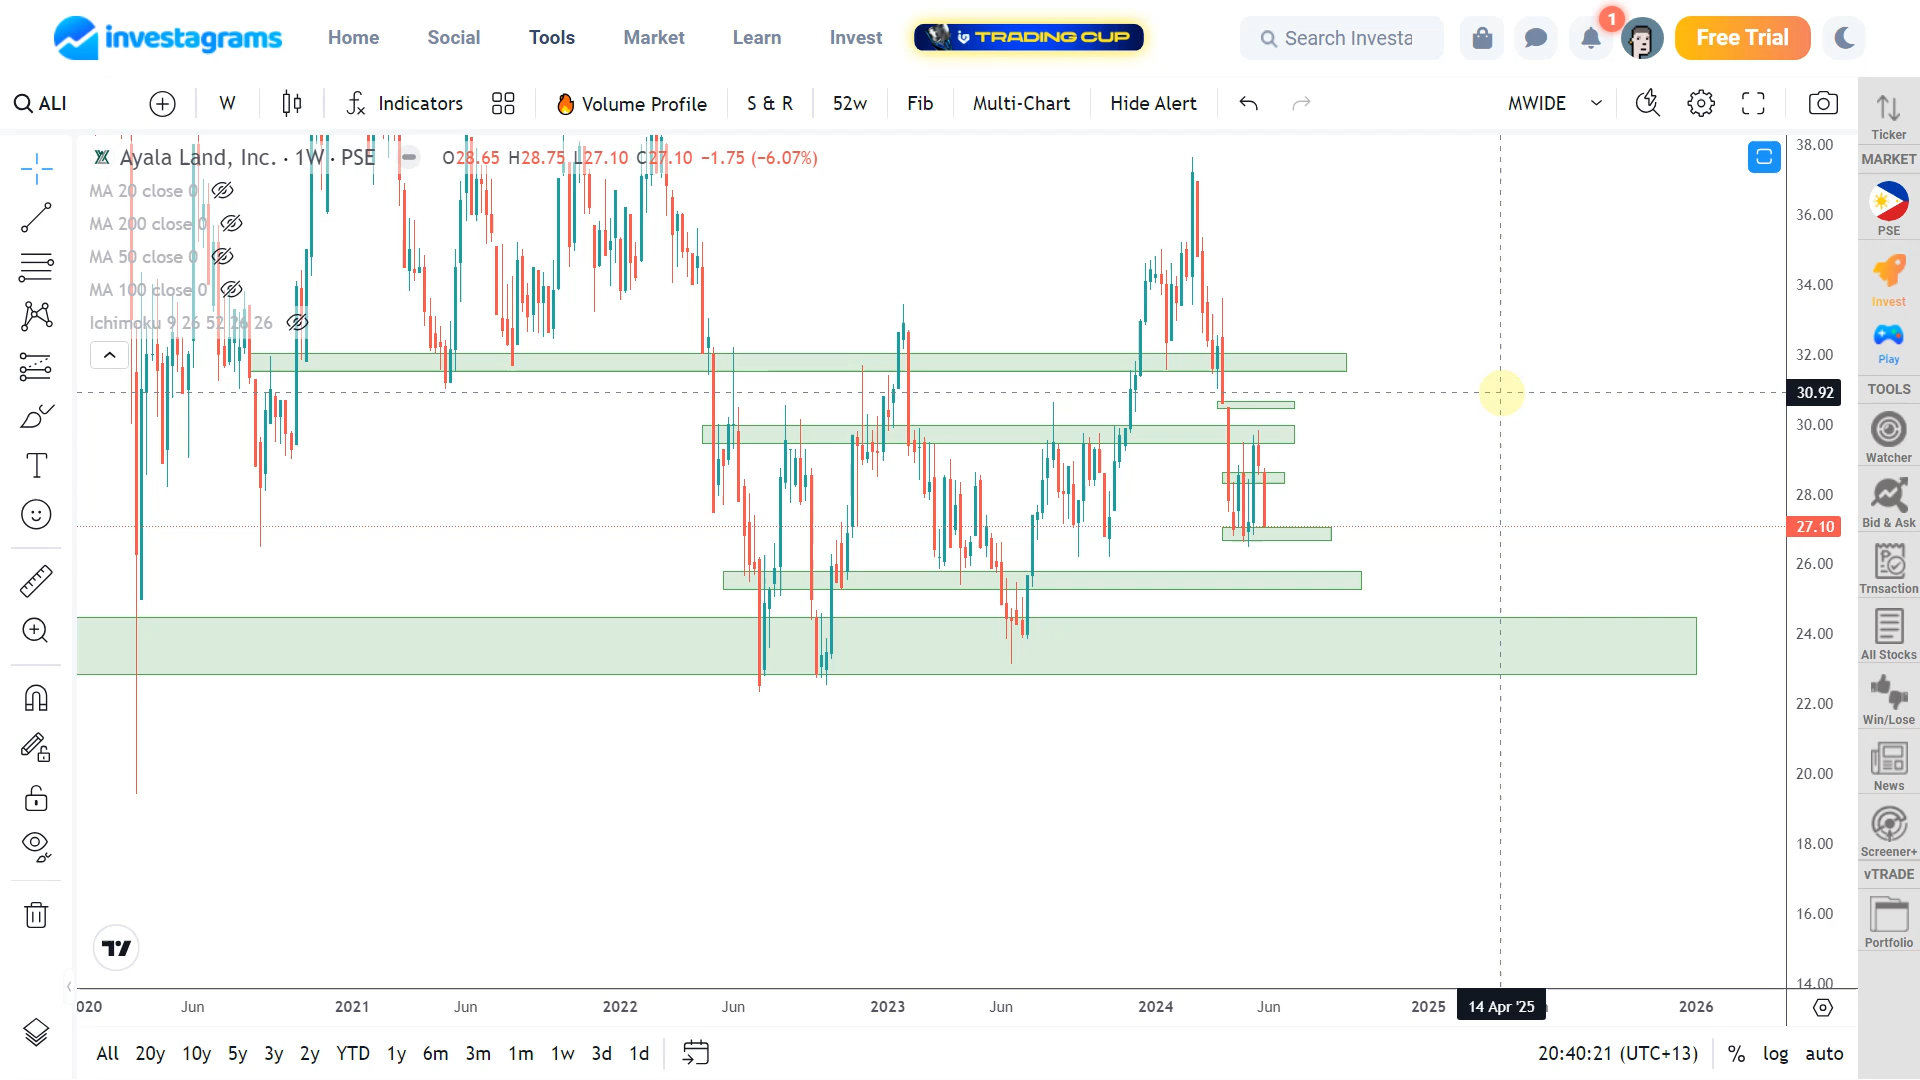 investagrams
Home
Social
Tools
Market
Learn
Invest
TRADING CUP
Search Investa
1
Free Trial
ALI
W
Indicators
Volume Profile
S & R
52w
Fib
Multi-Chart
Hide Alert
MWIDE
Ayala Land, Inc. · 1W · PSE
O28.65 H28.75 L27.10 C27.10 −1.75 (−6.07%)
MA 20 close 0
MA 200 close 0
MA 50 close 0
MA 100 close 0
Ichimoku 9 26 52 26 26
38.00
36.00
34.00
32.00
30.92
30.00
28.00
27.10
26.00
24.00
22.00
20.00
18.00
16.00
14.00
020
Jun
2021
Jun
2022
Jun
2023
Jun
2024
Jun
2025
14 Apr '25
2026
All
20y
10y
5y
3y
2y
YTD
1y
6m
3m
1m
1w
3d
1d
20:40:21 (UTC+13)
%
log
auto
Ticker
MARKET
PSE
Invest
Play
TOOLS
Watcher
Bid & Ask
Trnsaction
All Stocks
Win/Lose
News
Screener+
vTRADE
Portfolio